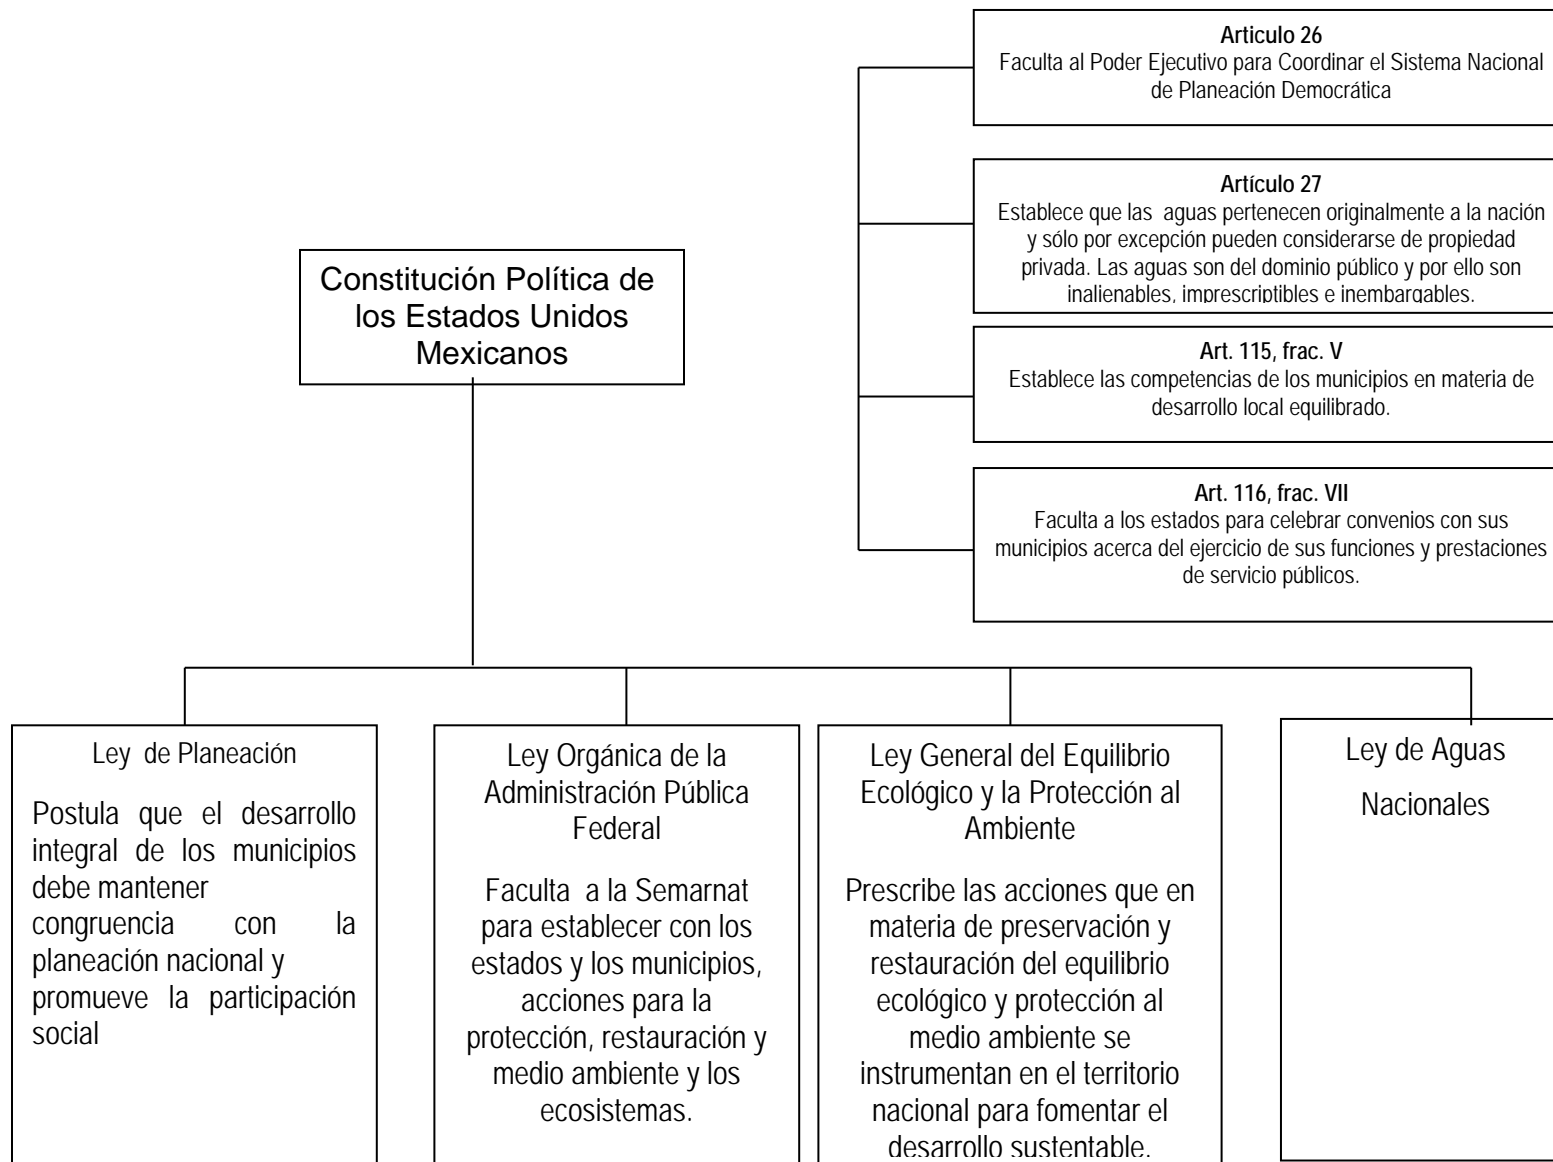 Articulo 26
Faculta al Poder Ejecutivo para Coordinar el Sistema Nacional
de Planeación Democrática
Artículo 27
Establece que las aguas pertenecen originalmente a la nación
y sólo por excepción pueden considerarse de propiedad
privada. Las aguas son del dominio público y por ello son
inalienables, imprescriptibles e inembargables.
Constitución Política de
los Estados Unidos
Mexicanos
Art. 115, frac. V
Establece las competencias de los municipios en materia de
desarrollo local equilibrado.
Art. 116, frac. VII
Faculta a los estados para celebrar convenios con sus
municipios acerca del ejercicio de sus funciones y prestaciones
de servicio públicos.
Ley de Planeación
Postula que el desarrollo
integral de los municipios
debe mantener
congruencia con la
planeación nacional y
promueve la participación
social
Ley Orgánica de la
Administración Pública
Federal
Faculta a la Semarnat
para establecer con los
estados y los municipios,
acciones para la
protección, restauración y
medio ambiente y los
ecosistemas.
Ley General del Equilibrio
Ecológico y la Protección al
Ambiente
Prescribe las acciones que en
materia de preservación y
restauración del equilibrio
ecológico y protección al
medio ambiente se
instrumentan en el territorio
nacional para fomentar el
desarrollo sustentable.
Ley de Aguas
Nacionales